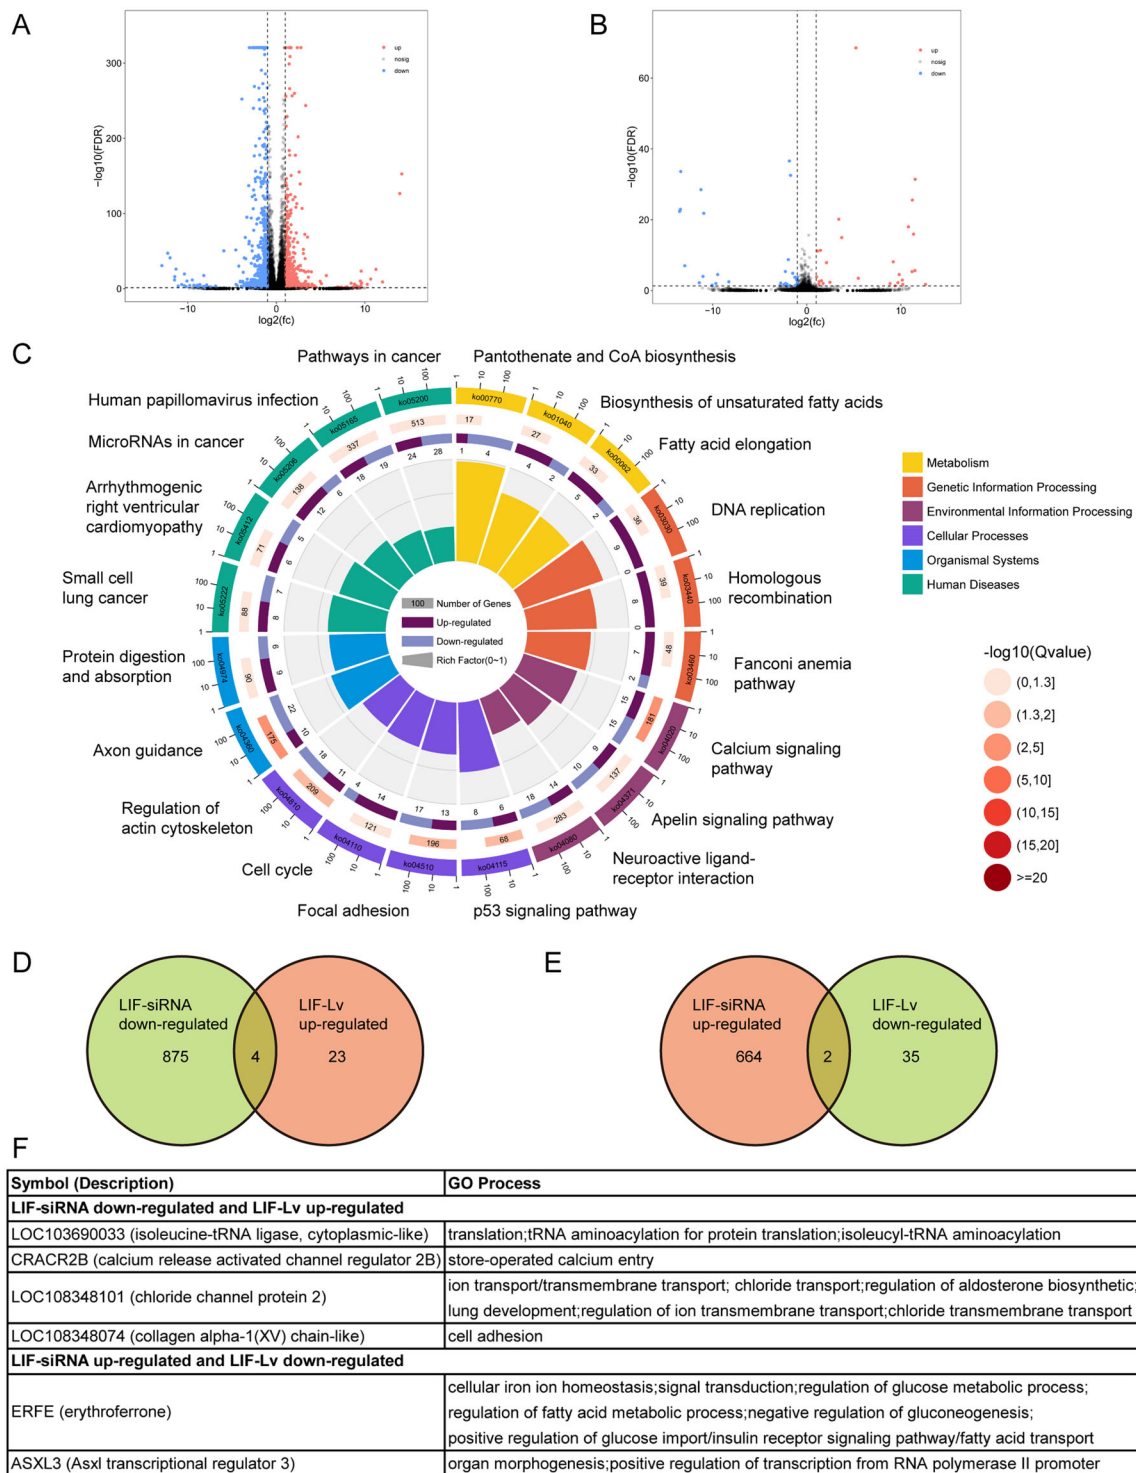 A
up
nosig
down
300
200
100
0
−log10(FDR)
−10
0
10
log2(fc)
B
up
nosig
down
60
40
20
0
−log10(FDR)
−10
0
10
log2(fc)
C
Pathways in cancer
Pantothenate and CoA biosynthesis
Human papillomavirus infection
Biosynthesis of unsaturated fatty acids
MicroRNAs in cancer
Fatty acid elongation
Arrhythmogenic
right ventricular
cardiomyopathy
DNA replication
Small cell
lung cancer
Homologous
recombination
Protein digestion
and absorption
Fanconi anemia
pathway
Axon guidance
Calcium signaling
pathway
Regulation of
actin cytoskeleton
Apelin signaling pathway
Cell cycle
Neuroactive ligand-
receptor interaction
Focal adhesion
p53 signaling pathway
ko00770
ko01040
ko00062
ko03030
ko03440
ko03460
ko04020
ko04371
ko04080
ko04115
ko04510
ko04110
ko04810
ko04360
ko04974
ko05222
ko05412
ko05206
ko05165
ko05200
17
27
33
36
39
48
181
137
283
68
196
121
209
175
90
88
71
138
337
513
100 Number of Genes
Up-regulated
Down-regulated
Rich Factor(0~1)
Metabolism
Genetic Information Processing
Environmental Information Processing
Cellular Processes
Organismal Systems
Human Diseases
-log10(Qvalue)
(0,1.3]
(1.3,2]
(2,5]
(5,10]
(10,15]
(15,20]
>=20
D
LIF-siRNA
down-regulated
875
4
LIF-Lv
up-regulated
23
E
LIF-siRNA
up-regulated
664
2
LIF-Lv
down-regulated
35
F
Symbol (Description) GO Process
LIF-siRNA down-regulated and LIF-Lv up-regulated
LOC103690033 (isoleucine-tRNA ligase, cytoplasmic-like) translation;tRNA aminoacylation for protein translation;isoleucyl-tRNA aminoacylation
CRACR2B (calcium release activated channel regulator 2B) store-operated calcium entry
LOC108348101 (chloride channel protein 2) ion transport/transmembrane transport; chloride transport;regulation of aldosterone biosynthetic;
lung development;regulation of ion transmembrane transport;chloride transmembrane transport
LOC108348074 (collagen alpha-1(XV) chain-like) cell adhesion
LIF-siRNA up-regulated and LIF-Lv down-regulated
ERFE (erythroferrone) cellular iron ion homeostasis;signal transduction;regulation of glucose metabolic process;
regulation of fatty acid metabolic process;negative regulation of gluconeogenesis;
positive regulation of glucose import/insulin receptor signaling pathway/fatty acid transport
ASXL3 (Asxl transcriptional regulator 3) organ morphogenesis;positive regulation of transcription from RNA polymerase II promoter